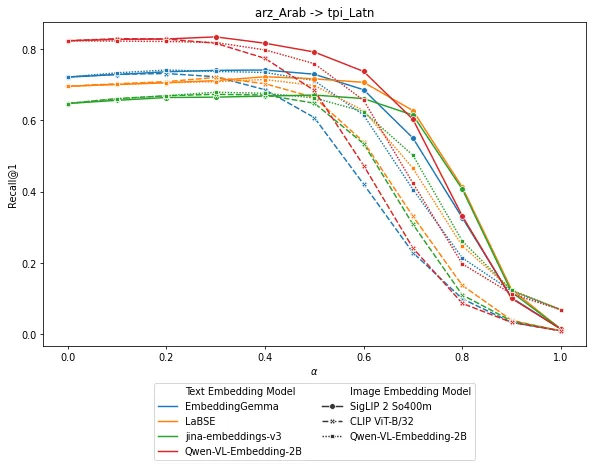 arz_Arab -> tpi_Latn
0.8
0.6
0.4
0.2
0.0
Recall@1
0.0 0.2 0.4 0.6 0.8 1.0
α
Text Embedding Model
EmbeddingGemma
LaBSE
jina-embeddings-v3
Qwen-VL-Embedding-2B
Image Embedding Model
SigLIP 2 So400m
CLIP ViT-B/32
Qwen-VL-Embedding-2B